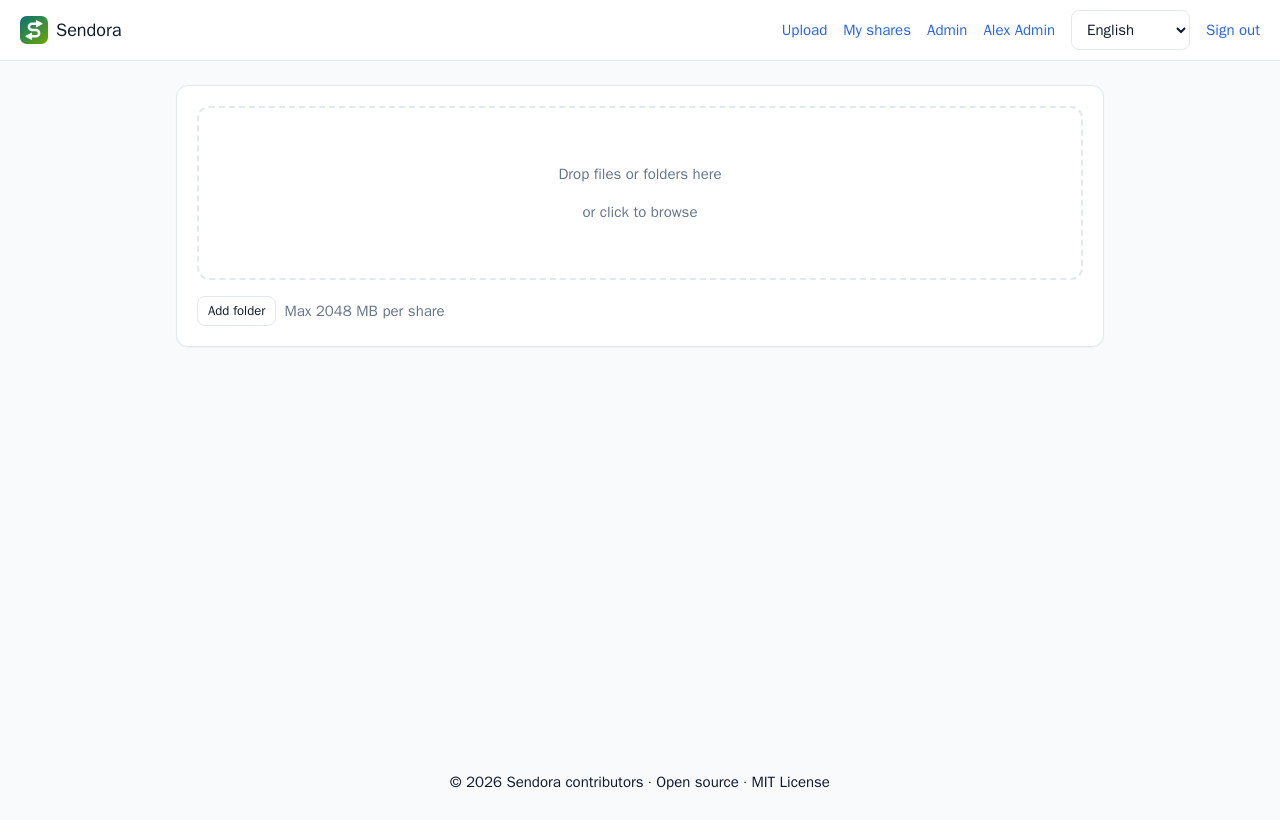 Sendora
Upload
My shares
Admin
Alex Admin
English
Sign out
Drop files or folders here
or click to browse
Add folder
Max 2048 MB per share
© 2026 Sendora contributors · Open source · MIT License